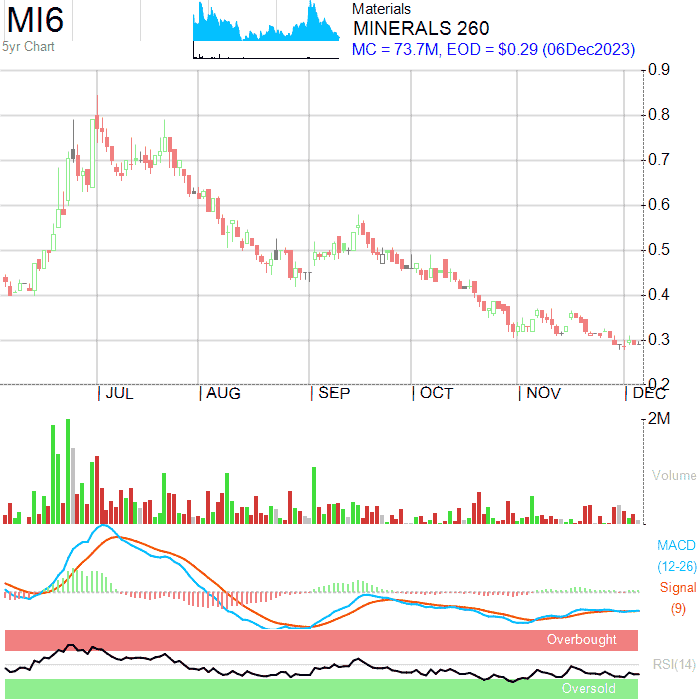 MI6
5yr Chart
Materials
MINERALS 260
MC = 73.7M, EOD = $0.29 (06Dec2023)
0.9
0.8
0.7
0.6
0.5
0.4
0.3
0.2
JUL AUG SEP OCT NOV DEC
2M
Volume
MACD
(12-26)
Signal
(9)
Overbought
RSI(14)
Oversold